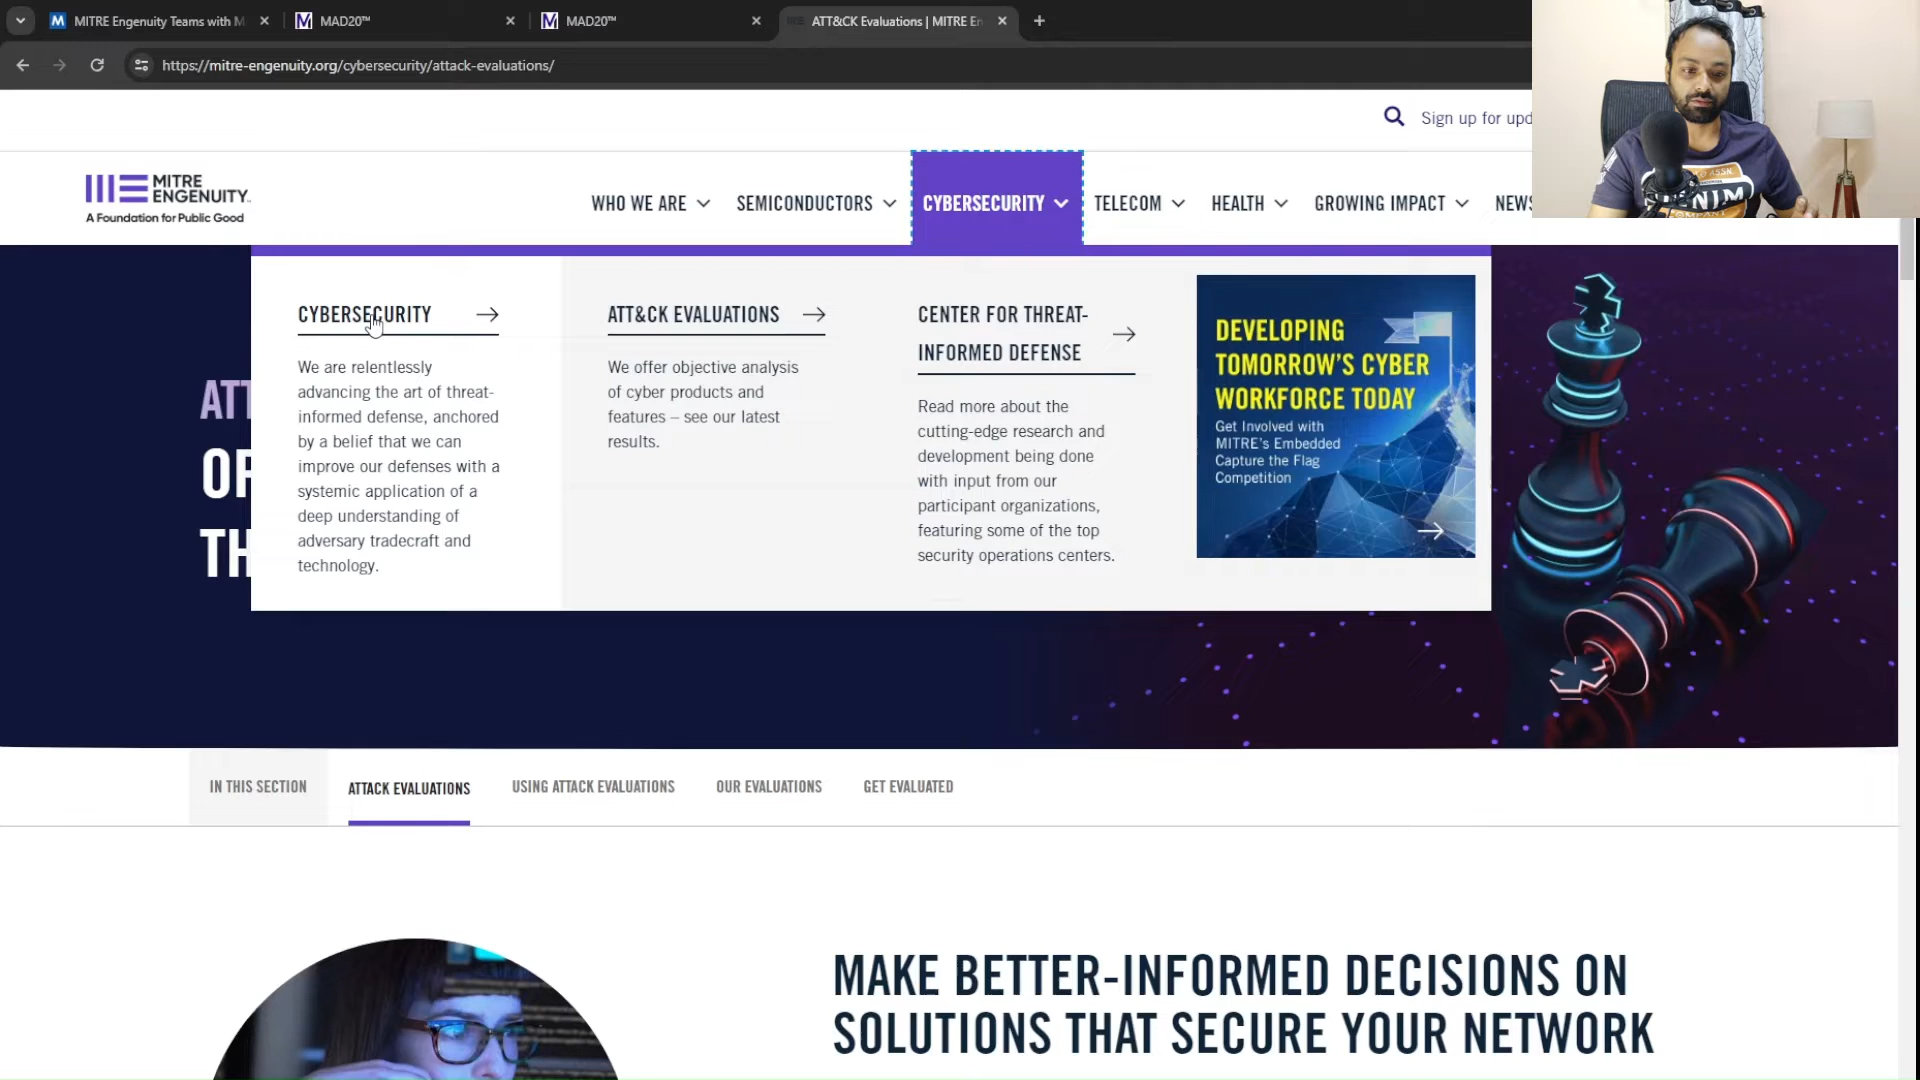 MITRE Engenuity Teams with M
MAD20™
MAD20™
ATT&CK Evaluations | MITRE En
https://mitre-engenuity.org/cybersecurity/attack-evaluations/
Sign up for upd
MITRE
ENGENUITY
A Foundation for Public Good
WHO WE ARE
SEMICONDUCTORS
CYBERSECURITY
TELECOM
HEALTH
GROWING IMPACT
NEWS
CYBERSECURITY
We are relentlessly
advancing the art of threat-
informed defense, anchored
by a belief that we can
improve our defenses with a
systemic application of a
deep understanding of
adversary tradecraft and
technology.
ATT&CK EVALUATIONS
We offer objective analysis
of cyber products and
features – see our latest
results.
CENTER FOR THREAT-
INFORMED DEFENSE
Read more about the
cutting-edge research and
development being done
with input from our
participant organizations,
featuring some of the top
security operations centers.
DEVELOPING
TOMORROW'S CYBER
WORKFORCE TODAY
Get Involved with
MITRE's Embedded
Capture the Flag
Competition
ATT
OF
TH
IN THIS SECTION
ATTACK EVALUATIONS
USING ATTACK EVALUATIONS
OUR EVALUATIONS
GET EVALUATED
MAKE BETTER-INFORMED DECISIONS ON
SOLUTIONS THAT SECURE YOUR NETWORK